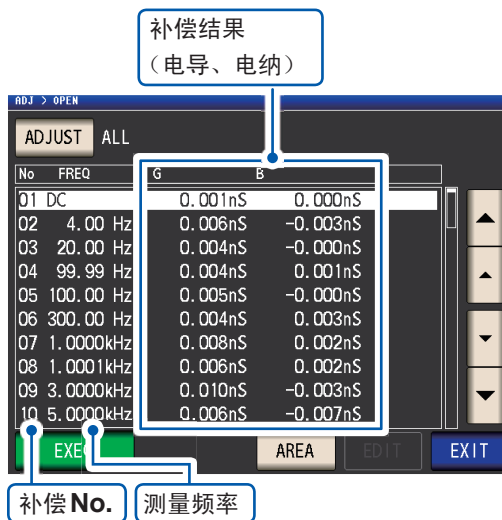 补偿结果
（电导、电纳）
ADJ > OPEN
ADJUST ALL
No FREQ G B
01 DC 0.001nS 0.000nS
02 4.00 Hz 0.006nS -0.003nS
03 20.00 Hz 0.004nS -0.000nS
04 99.99 Hz 0.004nS 0.001nS
05 100.00 Hz 0.005nS -0.000nS
06 300.00 Hz 0.004nS 0.003nS
07 1.0000kHz 0.008nS 0.002nS
08 1.0001kHz 0.006nS 0.002nS
09 3.0000kHz 0.010nS -0.003nS
10 5.0000kHz 0.006nS -0.007nS
AREA EDIT EXIT
补偿No. 测量频率